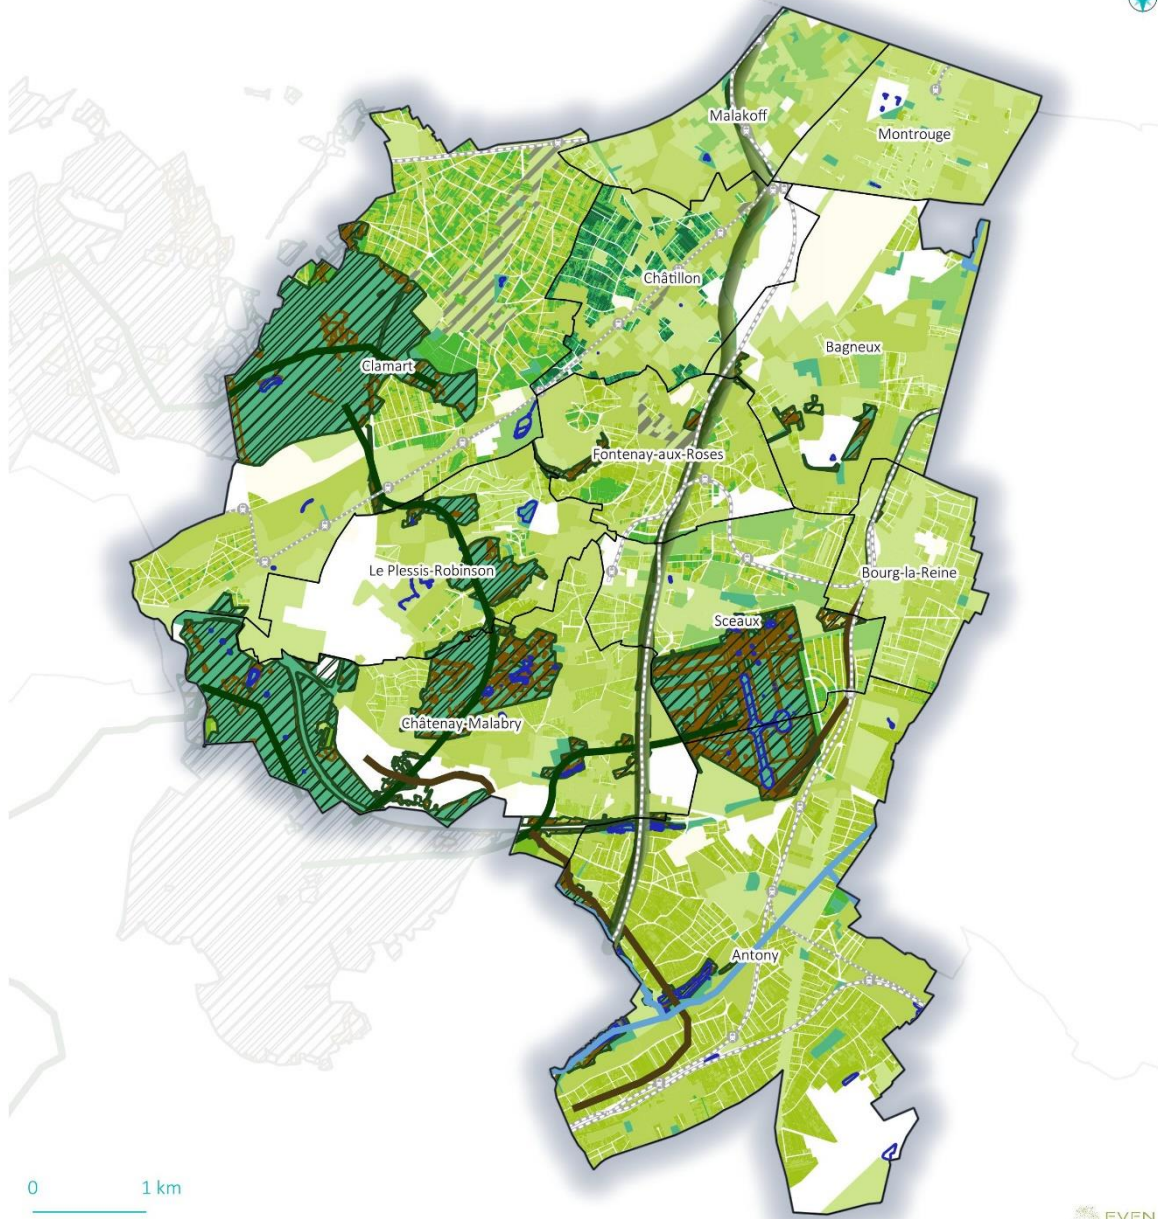 Malakoff
Montrouge
Châtillon
Bagneux
Clamart
Fontenay-aux-Roses
Le Plessis-Robinson
Bourg-la-Reine
Sceaux
Châtenay-Malabry
Antony
0 1 km
EVEN